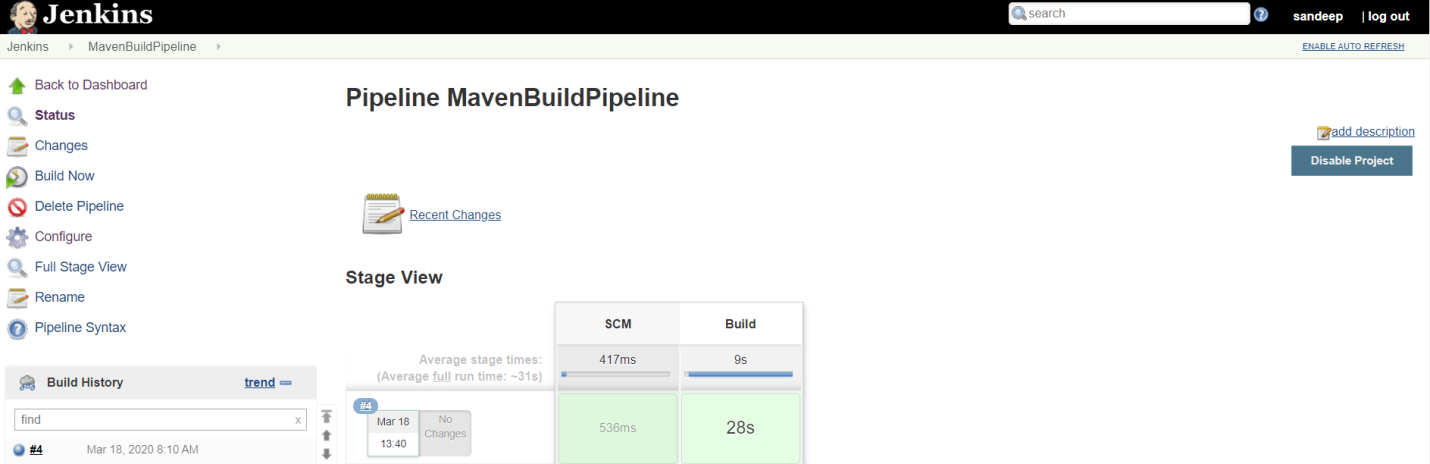 Jenkins
search
sandeep | log out
Jenkins MavenBuildPipeline
ENABLE AUTO REFRESH
Back to Dashboard
Status
Changes
Build Now
Delete Pipeline
Configure
Full Stage View
Rename
Pipeline Syntax
Build History trend
find x
#4 Mar 18, 2020 8:10 AM
Pipeline MavenBuildPipeline
add description
Disable Project
Recent Changes
Stage View
SCM Build
Average stage times: 417ms 9s
(Average full run time: ~31s)
#4
Mar 18 No
Changes
13:40
536ms 28s